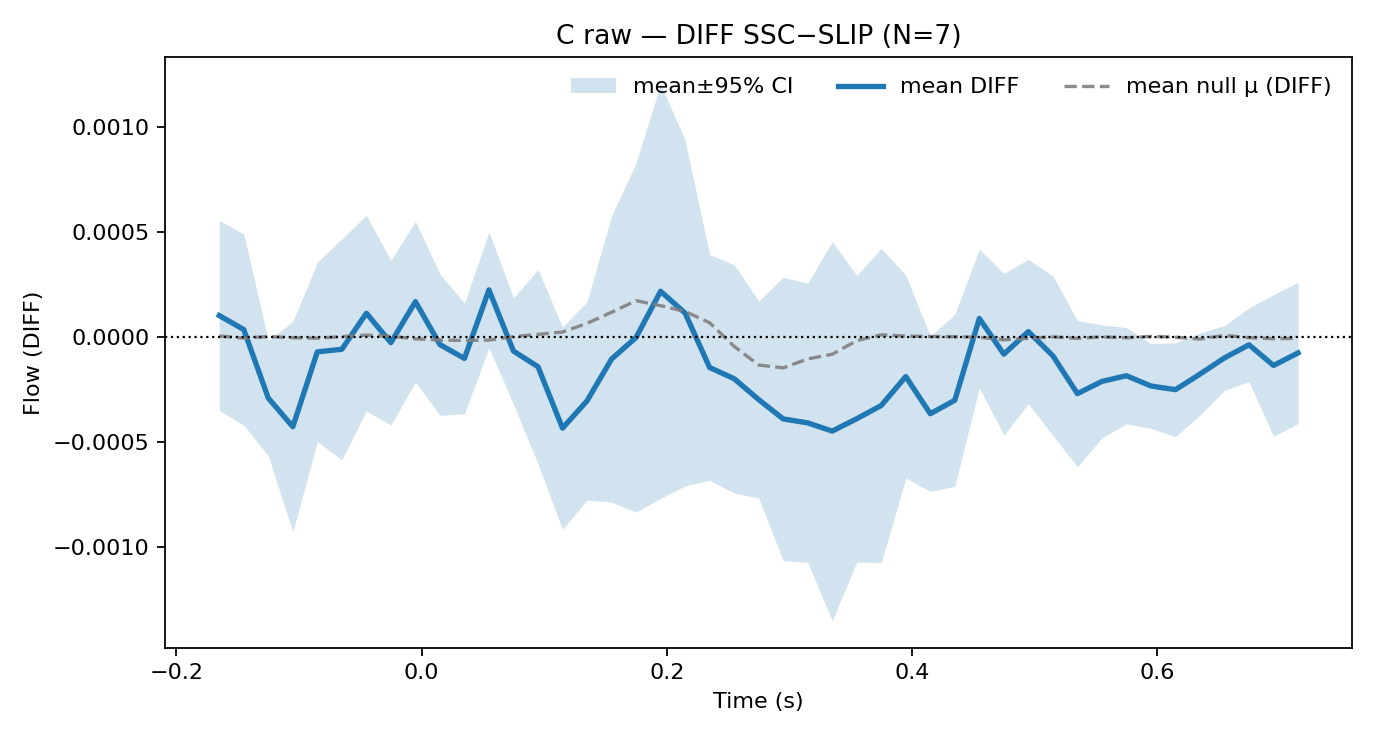 C raw — DIFF SSC−SLIP (N=7)
mean±95% CI
mean DIFF
mean null μ (DIFF)
0.0010
0.0005
0.0000
−0.0005
−0.0010
Flow (DIFF)
−0.2
0.0
0.2
0.4
0.6
Time (s)